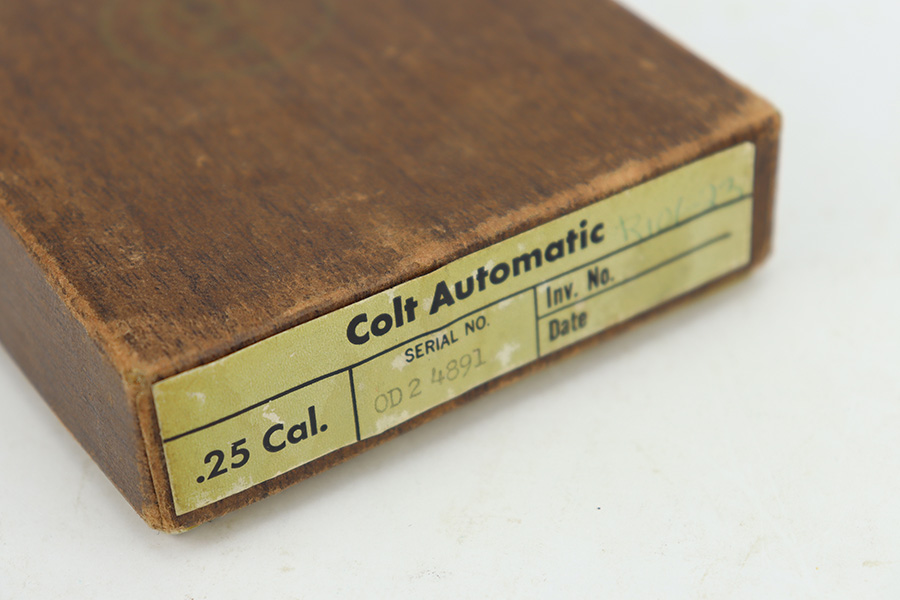 Colt Automatic
.25 Cal.
SERIAL NO.
OD 2 4891
Inv. No.
Date